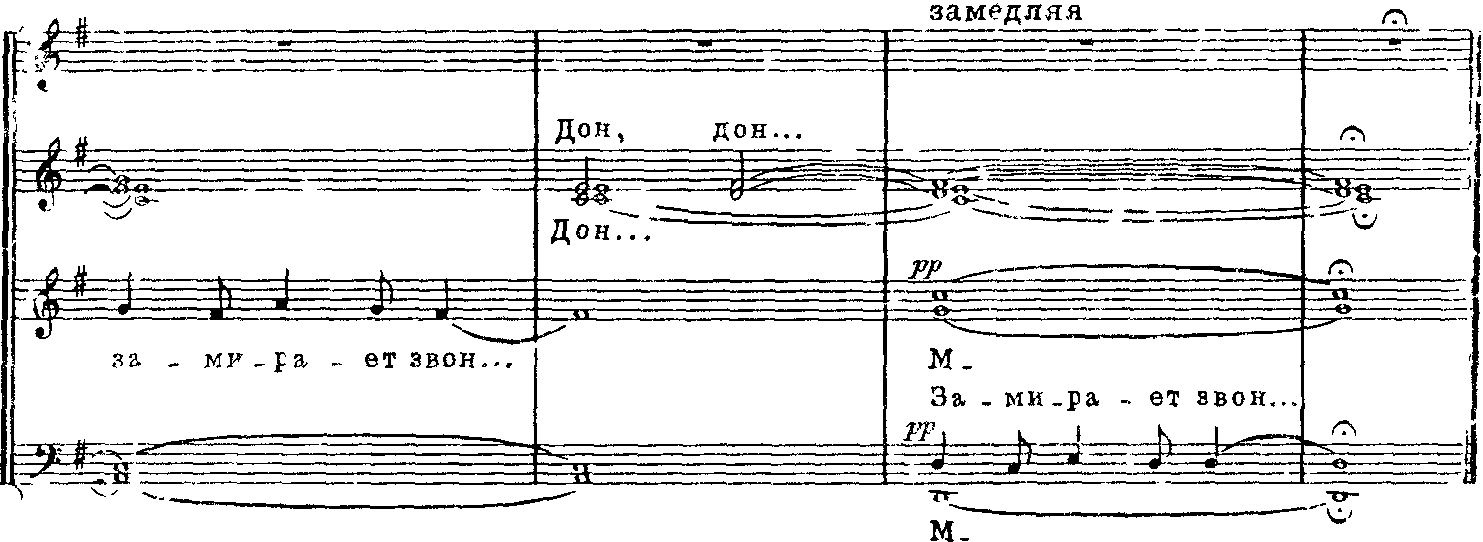 замедляя
Дон, дон...
Дон...
pp
за - ми - ра - ет звон...
М -
За - ми - ра - ет звон...
pp
М -